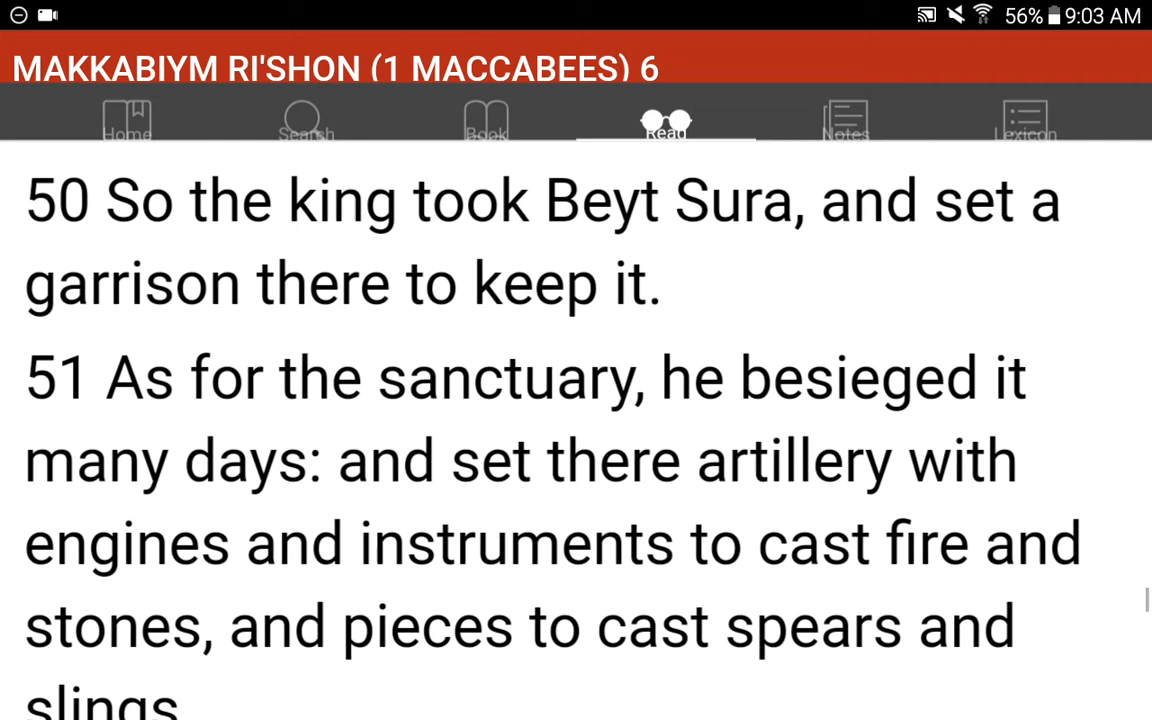 56% 9:03 AM
MAKKABIYM RI'SHON (1 MACCABEES) 6
Home Search Book Read Notes Lexicon
50 So the king took Beyt Sura, and set a
garrison there to keep it.
51 As for the sanctuary, he besieged it
many days: and set there artillery with
engines and instruments to cast fire and
stones, and pieces to cast spears and
slings